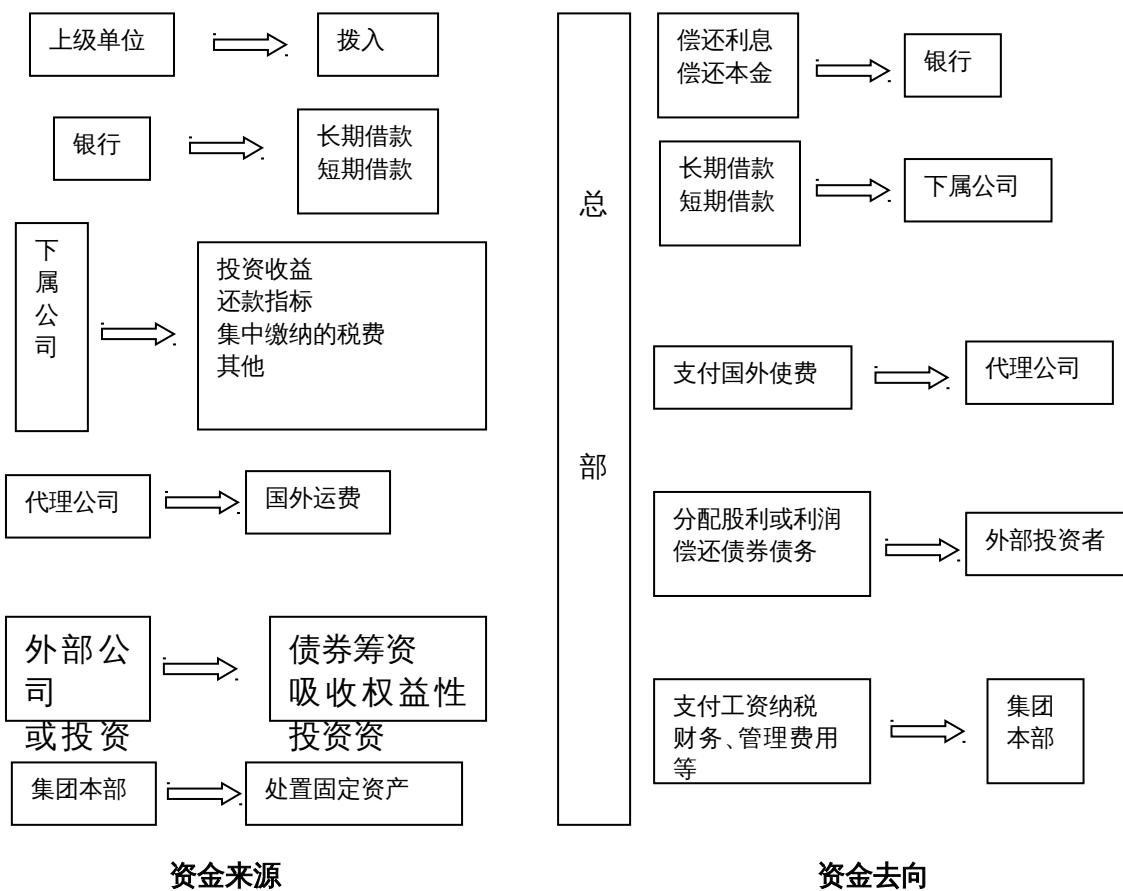 上级单位
拨入
银行
长期借款
短期借款
下
属
公
司
投资收益
还款指标
集中缴纳的税费
其他
代理公司
国外运费
外部公
司
或投资
债券筹资
吸收权益性
投资资
集团本部
处置固定资产
资金来源
总
部
偿还利息
偿还本金
银行
长期借款
短期借款
下属公司
支付国外使费
代理公司
分配股利或利润
偿还债券债务
外部投资者
支付工资纳税
财务、管理费用
等
集团
本部
资金去向